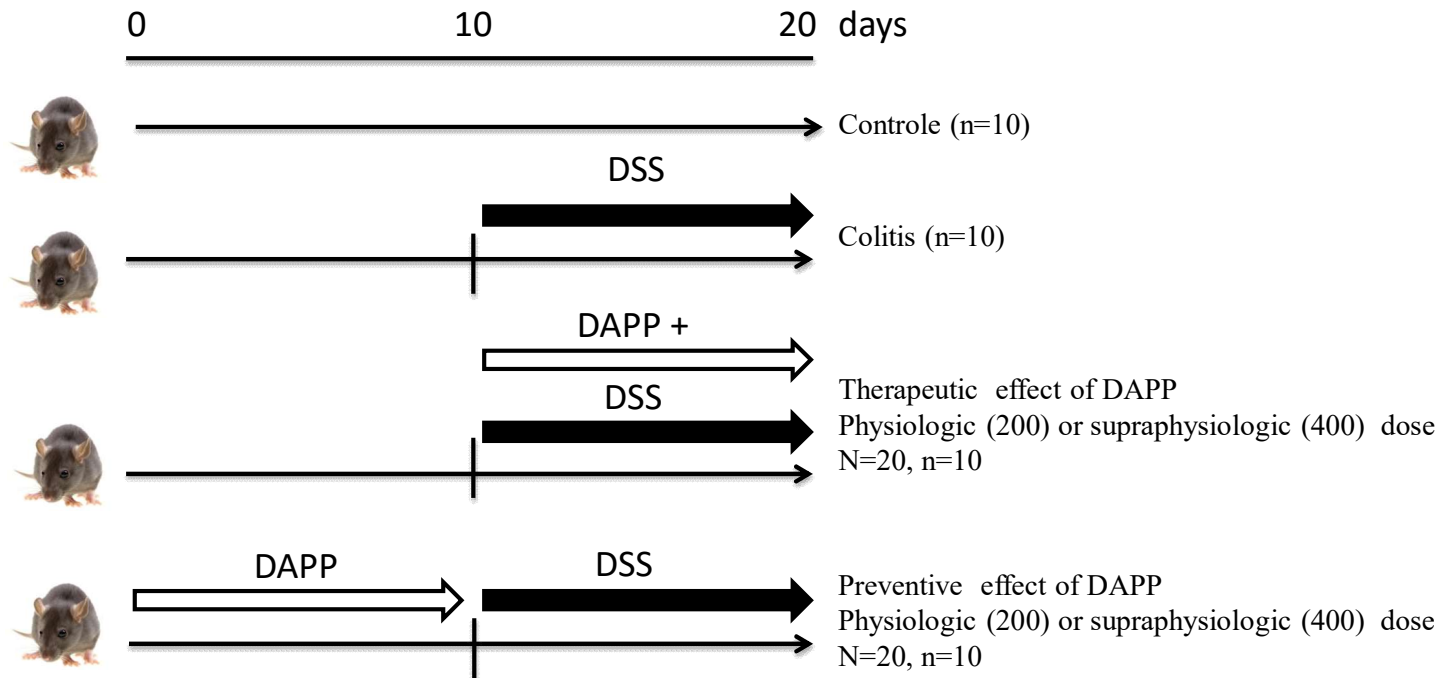 0 10 20 days
Controle (n=10)
DSS
Colitis (n=10)
DAPP +
DSS
Therapeutic effect of DAPP
Physiologic (200) or supraphysiologic (400) dose
N=20, n=10
DAPP DSS
Preventive effect of DAPP
Physiologic (200) or supraphysiologic (400) dose
N=20, n=10